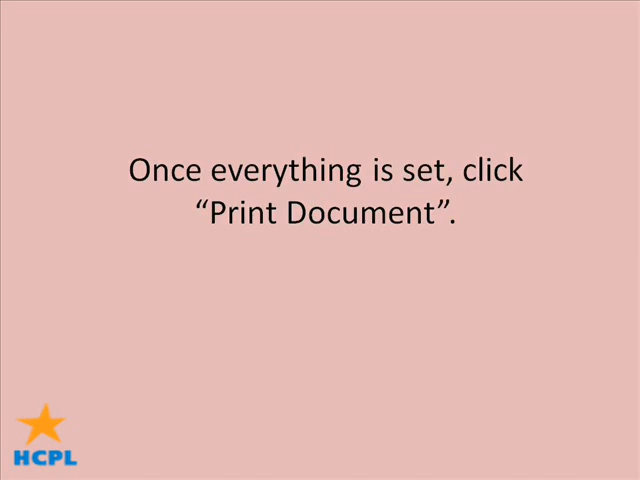 Once everything is set, click
“Print Document”.
HCPL